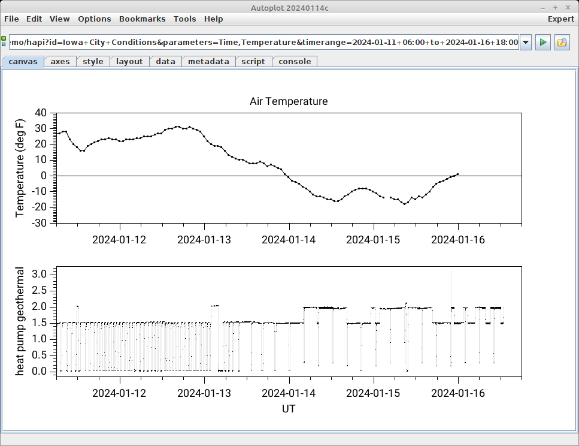 Autoplot 20240114c
File Edit View Options Bookmarks Tools Help Expert
mo/hapi?id=Iowa+City+Conditions&parameters=Time,Temperature&timerange=2024-01-11+06:00+to+2024-01-16+18:00
canvas axes style layout data metadata script console
Air Temperature
Temperature (deg F)
40
30
20
10
0
-10
-20
-30
2024-01-12 2024-01-13 2024-01-14 2024-01-15 2024-01-16
heat pump geothermal
3.0
2.5
2.0
1.5
1.0
0.5
0.0
2024-01-12 2024-01-13 2024-01-14 2024-01-15 2024-01-16
UT